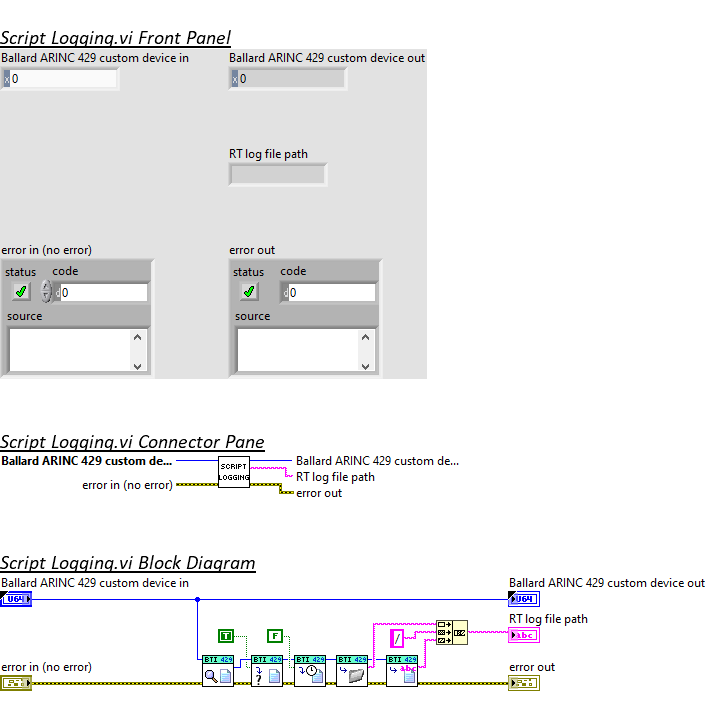 Script Logging.vi Front Panel
Ballard ARINC 429 custom device in
Ballard ARINC 429 custom device out
x 0
x 0
RT log file path
error in (no error)
error out
status code
status code
d 0
d 0
source
source
Script Logging.vi Connector Pane
Ballard ARINC 429 custom de...
SCRIPT
LOGGING
Ballard ARINC 429 custom de...
RT log file path
error in (no error)
error out
Script Logging.vi Block Diagram
Ballard ARINC 429 custom device in
Ballard ARINC 429 custom device out
U64
U64
RT log file path
T
F
/
abc
error in (no error)
error out
BTI 429
BTI 429
BTI 429
BTI 429
BTI 429
?
abc